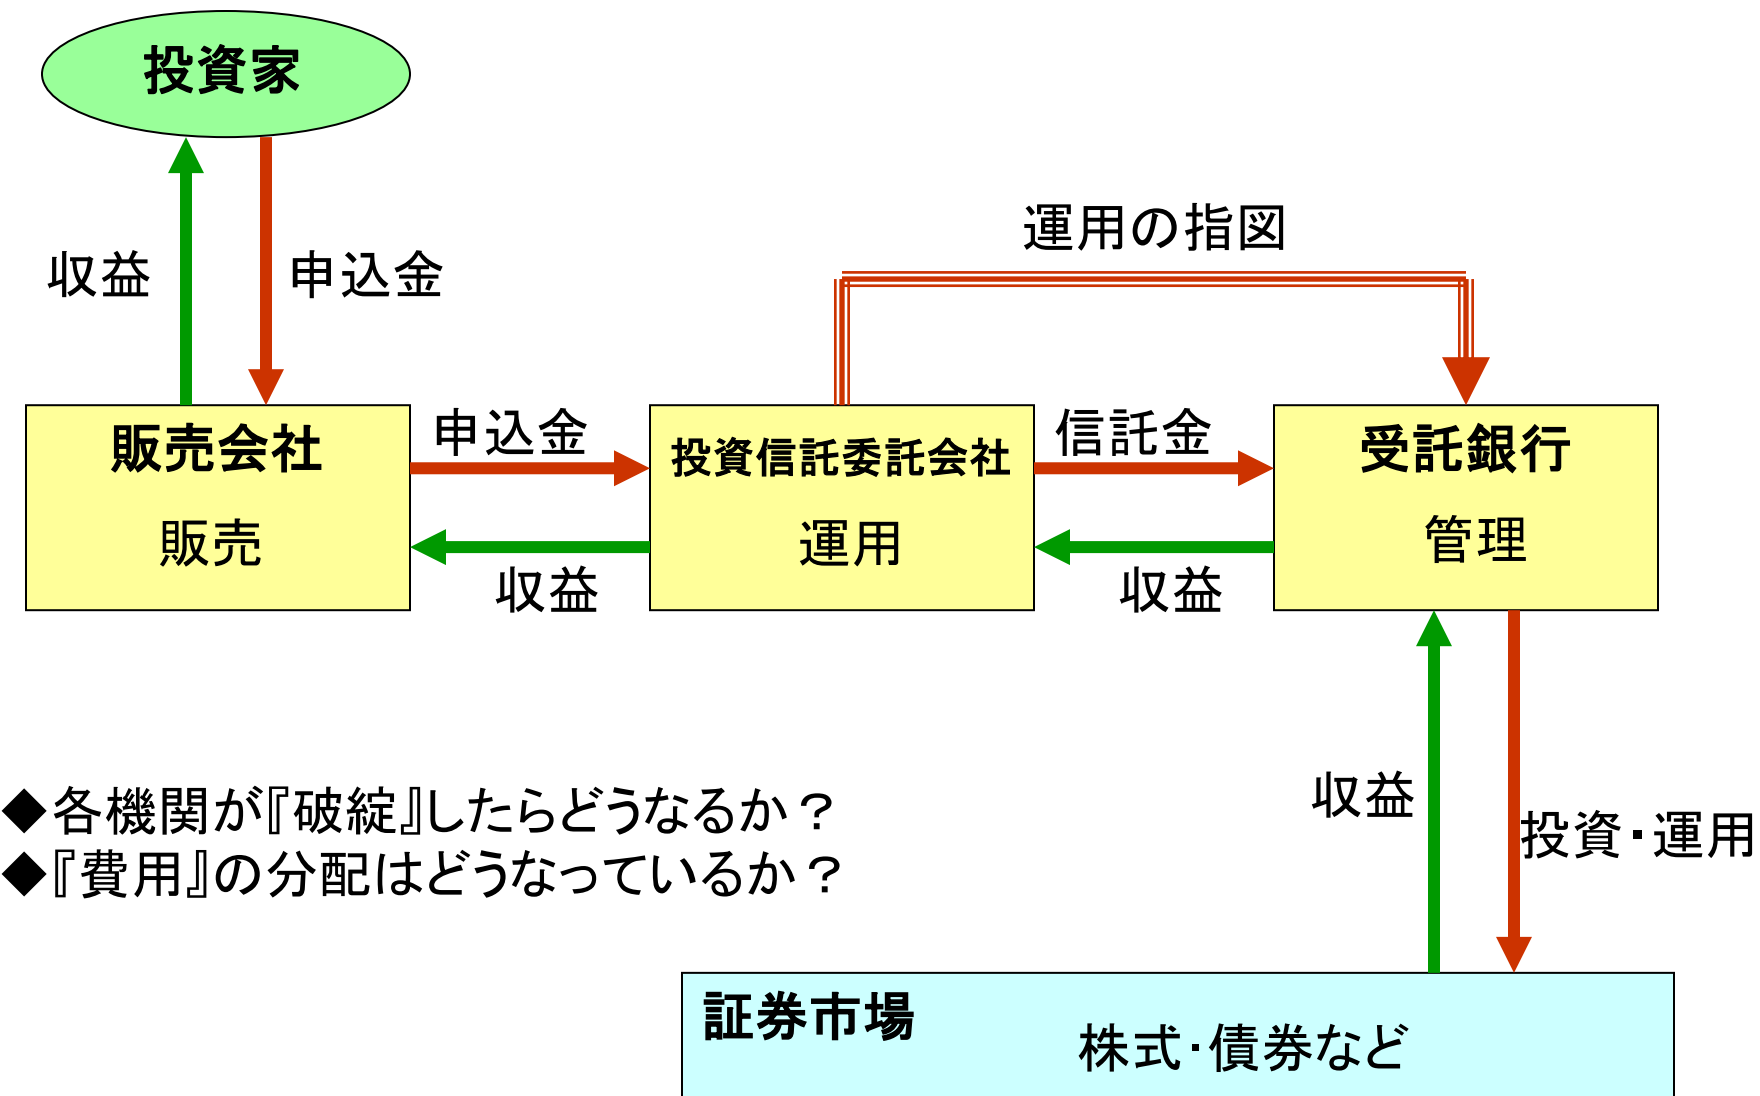 投資家
収益
申込金
運用の指図
販売会社
販売
申込金
収益
投資信託委託会社
運用
信託金
収益
受託銀行
管理
収益
投資・運用
◆各機関が『破綻』したらどうなるか？
◆『費用』の分配はどうなっているか？
証券市場
株式・債券など